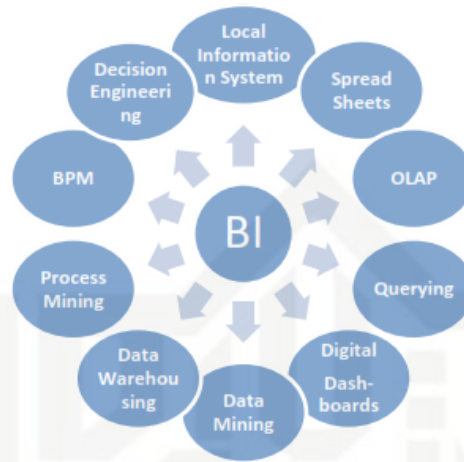 Local
Informatio
n System
Spread
Sheets
OLAP
Querying
Digital
Dash-
boards
Data
Mining
Data
Warehou
sing
Process
Mining
BPM
Decision
Engineeri
ng
BI